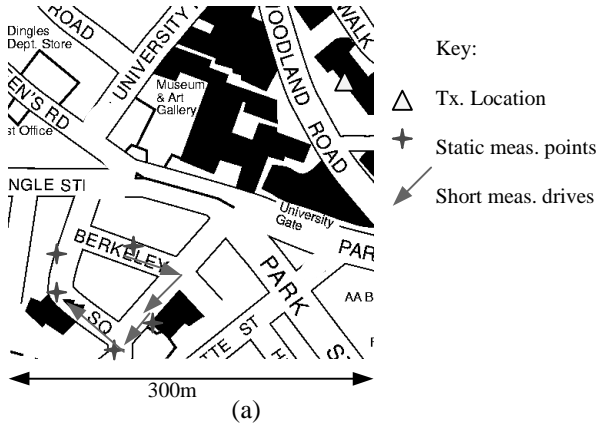 ROAD
Dingles
Dept. Store
UNIVERSITY
WOODLAND ROAD
WALK
EEN'S RD
st Office
Museum
& Art
Gallery
NGLE ST
University
Gate
PAR
BERKELEY
SQ
PARK
AA B
TTE ST
H
S
300m
(a)
Key:
Tx. Location
Static meas. points
Short meas. drives